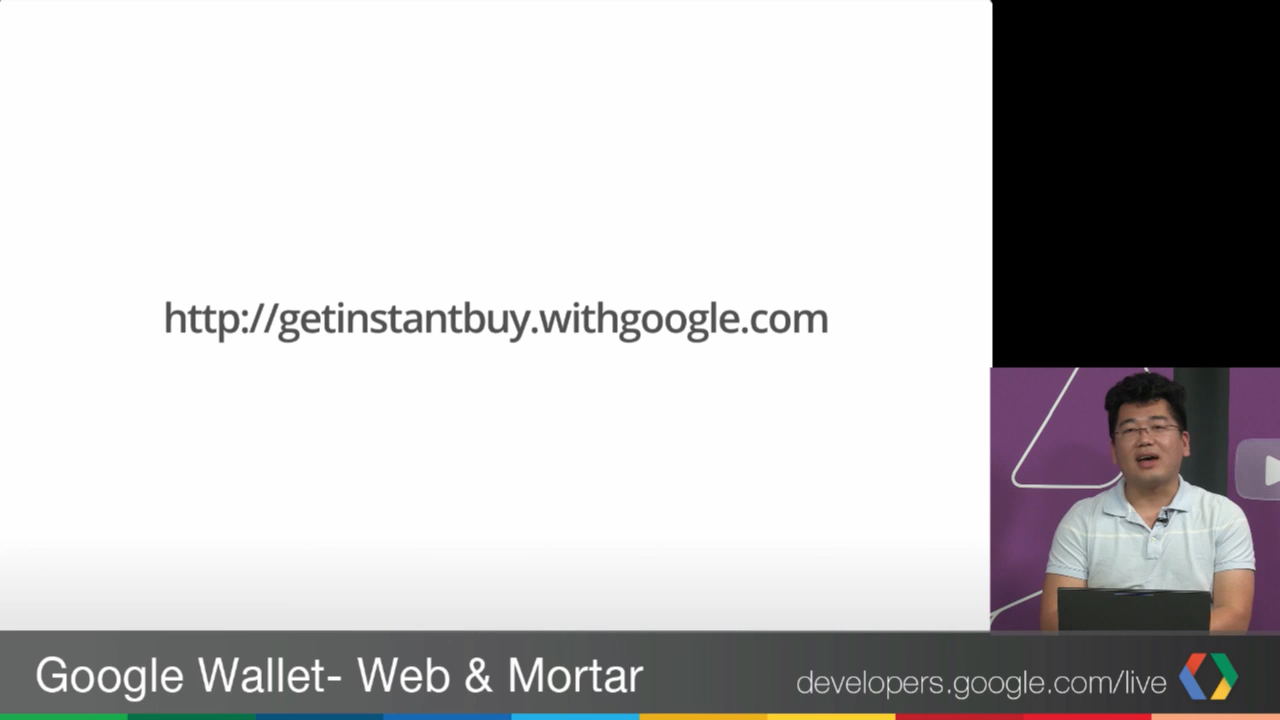 http://getinstantbuy.withgoogle.com
Google Wallet- Web & Mortar
developers.google.com/live